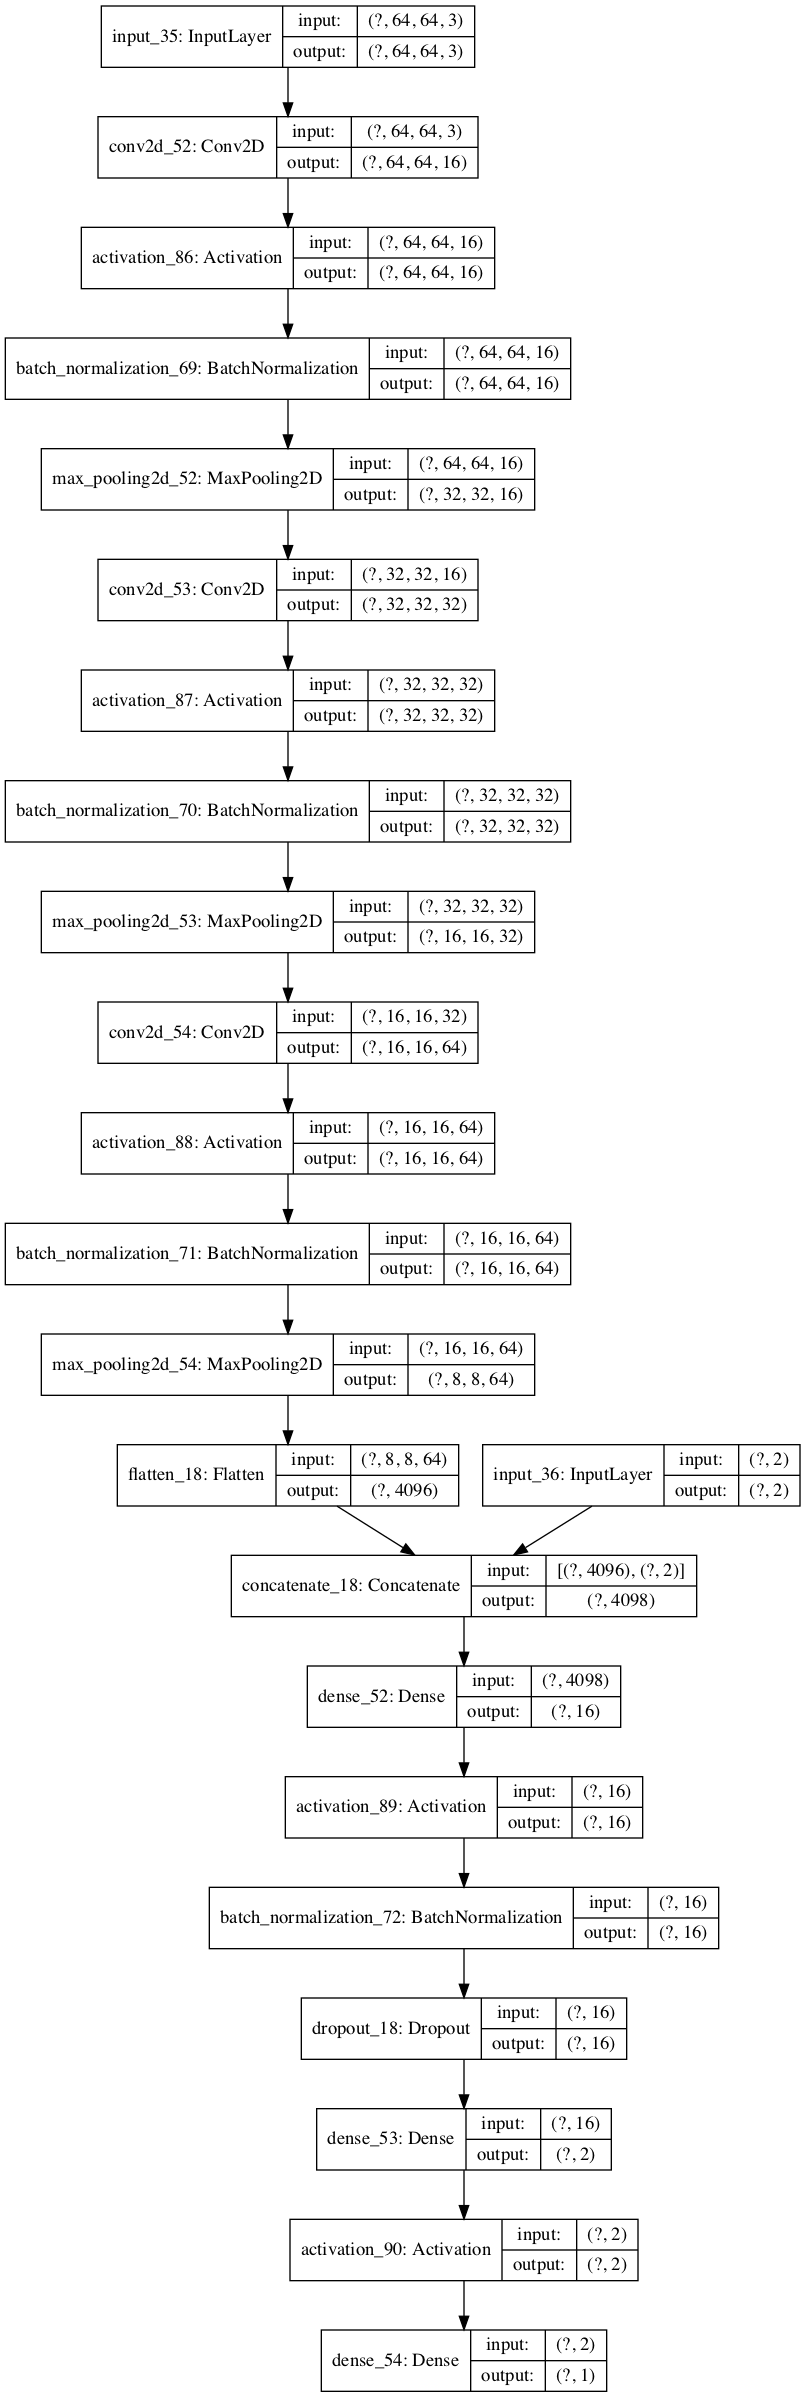 input_35: InputLayer
input: (?, 64, 64, 3)
output: (?, 64, 64, 3)
conv2d_52: Conv2D
input: (?, 64, 64, 3)
output: (?, 64, 64, 16)
activation_86: Activation
input: (?, 64, 64, 16)
output: (?, 64, 64, 16)
batch_normalization_69: BatchNormalization
input: (?, 64, 64, 16)
output: (?, 64, 64, 16)
max_pooling2d_52: MaxPooling2D
input: (?, 64, 64, 16)
output: (?, 32, 32, 16)
conv2d_53: Conv2D
input: (?, 32, 32, 16)
output: (?, 32, 32, 32)
activation_87: Activation
input: (?, 32, 32, 32)
output: (?, 32, 32, 32)
batch_normalization_70: BatchNormalization
input: (?, 32, 32, 32)
output: (?, 32, 32, 32)
max_pooling2d_53: MaxPooling2D
input: (?, 32, 32, 32)
output: (?, 16, 16, 32)
conv2d_54: Conv2D
input: (?, 16, 16, 32)
output: (?, 16, 16, 64)
activation_88: Activation
input: (?, 16, 16, 64)
output: (?, 16, 16, 64)
batch_normalization_71: BatchNormalization
input: (?, 16, 16, 64)
output: (?, 16, 16, 64)
max_pooling2d_54: MaxPooling2D
input: (?, 16, 16, 64)
output: (?, 8, 8, 64)
flatten_18: Flatten
input: (?, 8, 8, 64)
output: (?, 4096)
input_36: InputLayer
input: (?, 2)
output: (?, 2)
concatenate_18: Concatenate
input: [(?, 4096), (?, 2)]
output: (?, 4098)
dense_52: Dense
input: (?, 4098)
output: (?, 16)
activation_89: Activation
input: (?, 16)
output: (?, 16)
batch_normalization_72: BatchNormalization
input: (?, 16)
output: (?, 16)
dropout_18: Dropout
input: (?, 16)
output: (?, 16)
dense_53: Dense
input: (?, 16)
output: (?, 2)
activation_90: Activation
input: (?, 2)
output: (?, 2)
dense_54: Dense
input: (?, 2)
output: (?, 1)